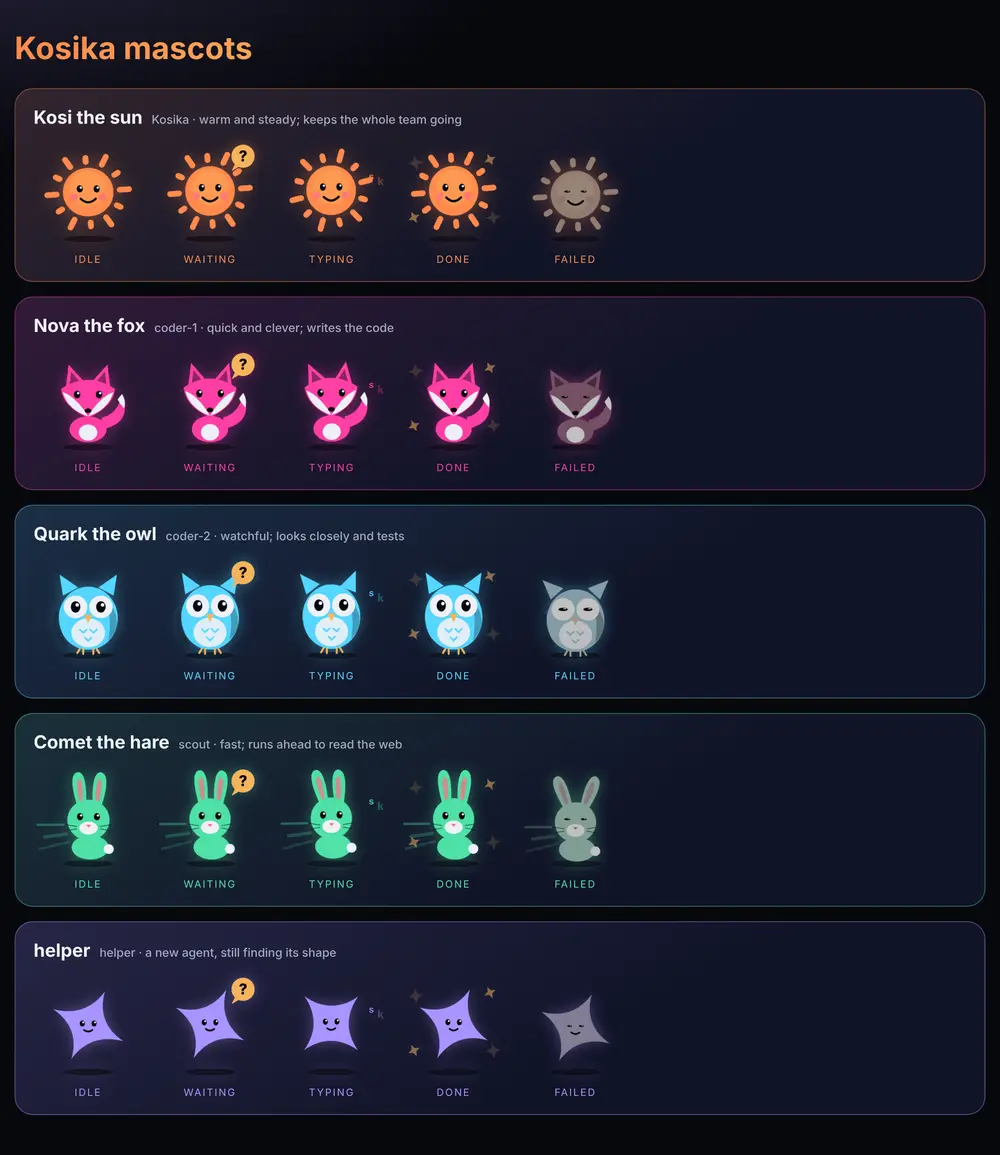 Kosika mascots
Kosi the sun Kosika · warm and steady; keeps the whole team going
?
s k
IDLE WAITING TYPING DONE FAILED
Nova the fox coder-1 · quick and clever; writes the code
?
s k
IDLE WAITING TYPING DONE FAILED
Quark the owl coder-2 · watchful; looks closely and tests
?
s k
IDLE WAITING TYPING DONE FAILED
Comet the hare scout · fast; runs ahead to read the web
?
s k
IDLE WAITING TYPING DONE FAILED
helper helper · a new agent, still finding its shape
?
s k
IDLE WAITING TYPING DONE FAILED